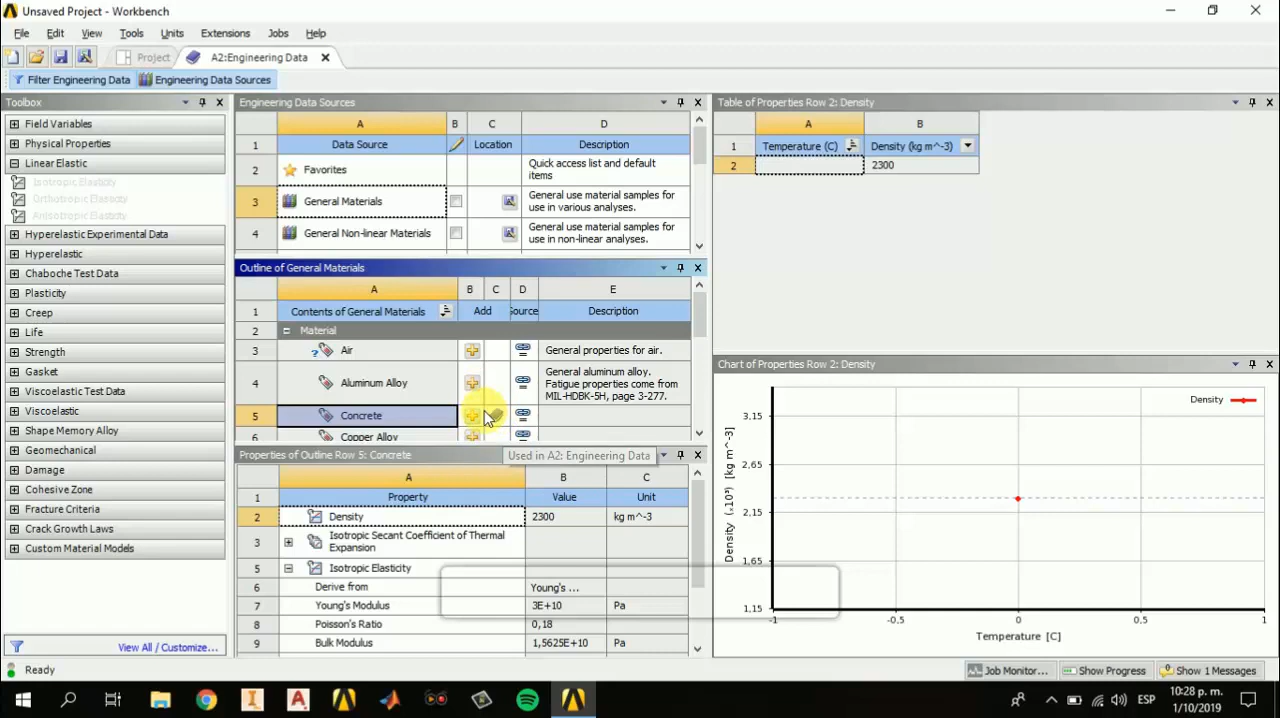 Unsaved Project - Workbench
File Edit View Tools Units Extensions Jobs Help
Project A2:Engineering Data
Filter Engineering Data Engineering Data Sources
Toolbox
Field Variables
Physical Properties
Linear Elastic
Isotropic Elasticity
Orthotropic Elasticity
Anisotropic Elasticity
Hyperelastic Experimental Data
Hyperelastic
Chaboche Test Data
Plasticity
Creep
Life
Strength
Gasket
Viscoelastic Test Data
Viscoelastic
Shape Memory Alloy
Geomechanical
Damage
Cohesive Zone
Fracture Criteria
Crack Growth Laws
Custom Material Models
View All / Customize...
Engineering Data Sources
A B C D
1 Data Source Location Description
2 Favorites Quick access list and default
items
3 General Materials General use material samples for
use in various analyses.
4 General Non-linear Materials General use material samples for
use in non-linear analyses.
Outline of General Materials
A B C D E
1 Contents of General Materials Add Source Description
2 Material
3 ? Air General properties for air.
4 Aluminum Alloy General aluminum alloy.
Fatigue properties come from
MIL-HDBK-5H, page 3-277.
5 Concrete
6 Copper Alloy
Properties of Outline Row 5: Concrete
Used in A2: Engineering Data
A B C
1 Property Value Unit
2 Density 2300 kg m^-3
3 Isotropic Secant Coefficient of Thermal
Expansion
5 Isotropic Elasticity
6 Derive from Young's ...
7 Young's Modulus 3E+10 Pa
8 Poisson's Ratio 0,18
9 Bulk Modulus 1,5625E+10 Pa
Table of Properties Row 2: Density
A B
1 Temperature (C) Density (kg m^-3)
2 2300
Chart of Properties Row 2: Density
Density
3,15
2,65
2,15
1,65
1,15
Density (.10³) [kg m^-3]
-1 -0.5 0 0.5 1
Temperature [C]
Ready
Job Monitor... Show Progress Show 1 Messages
ESP 10:28 p. m.
1/10/2019